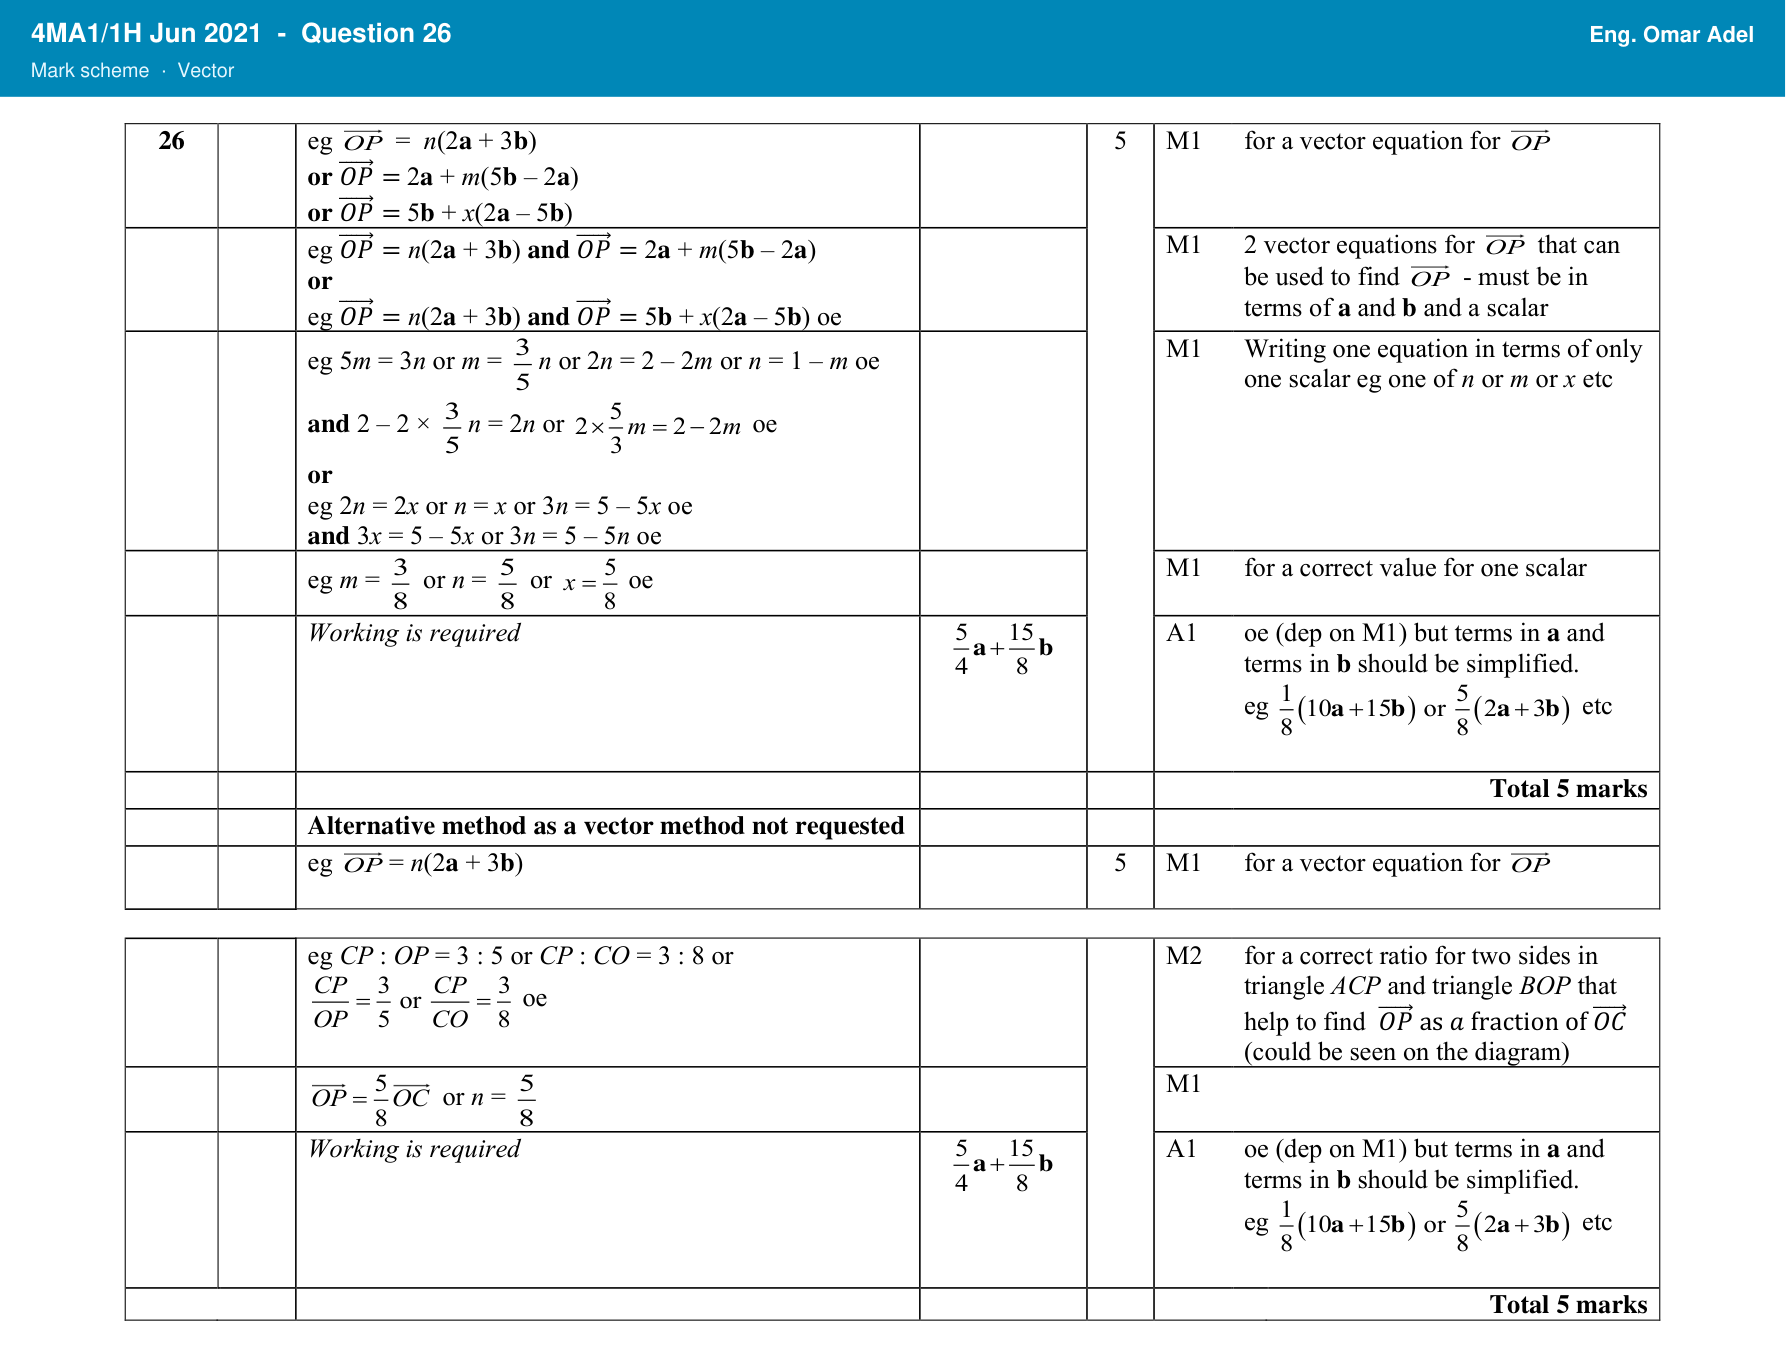 4MA1/1H Jun 2021 - Question 26
Eng. Omar Adel
Mark scheme · Vector
26
eg OP⃗ = n(2a + 3b)
or OP⃗ = 2a + m(5b – 2a)
or OP⃗ = 5b + x(2a – 5b)
5
M1 for a vector equation for OP⃗
eg OP⃗ = n(2a + 3b) and OP⃗ = 2a + m(5b – 2a)
or
eg OP⃗ = n(2a + 3b) and OP⃗ = 5b + x(2a – 5b) oe
M1 2 vector equations for OP⃗ that can
be used to find OP⃗ - must be in
terms of a and b and a scalar
eg 5m = 3n or m = 3/5 n or 2n = 2 – 2m or n = 1 – m oe
and 2 – 2 × 3/5 n = 2n or 2 × 5/3 m = 2 – 2m oe
or
eg 2n = 2x or n = x or 3n = 5 – 5x oe
and 3x = 5 – 5x or 3n = 5 – 5n oe
M1 Writing one equation in terms of only
one scalar eg one of n or m or x etc
eg m = 3/8 or n = 5/8 or x = 5/8 oe
M1 for a correct value for one scalar
Working is required
5/4 a + 15/8 b
A1 oe (dep on M1) but terms in a and
terms in b should be simplified.
eg 1/8 (10a + 15b) or 5/8 (2a + 3b) etc
Total 5 marks
Alternative method as a vector method not requested
eg OP⃗ = n(2a + 3b)
5
M1 for a vector equation for OP⃗
eg CP : OP = 3 : 5 or CP : CO = 3 : 8 or
CP/OP = 3/5 or CP/CO = 3/8 oe
M2 for a correct ratio for two sides in
triangle ACP and triangle BOP that
help to find OP⃗ as a fraction of OC⃗
(could be seen on the diagram)
OP⃗ = 5/8 OC⃗ or n = 5/8
M1
Working is required
5/4 a + 15/8 b
A1 oe (dep on M1) but terms in a and
terms in b should be simplified.
eg 1/8 (10a + 15b) or 5/8 (2a + 3b) etc
Total 5 marks